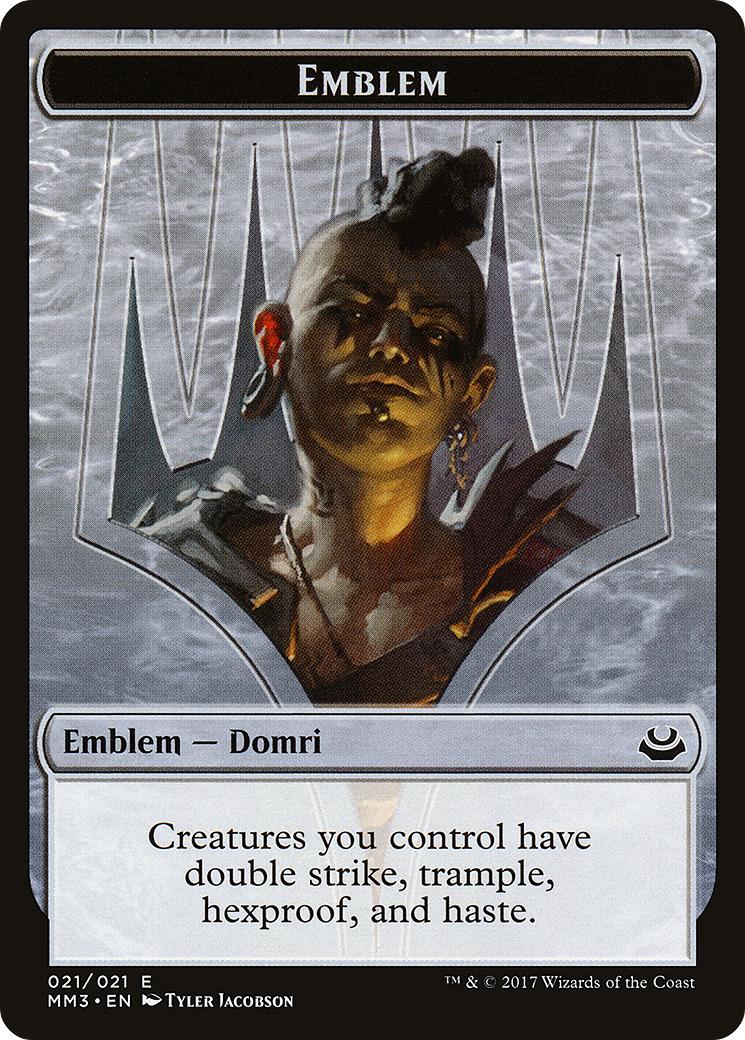 Emblem
Emblem — Domri
Creatures you control have
double strike, trample,
hexproof, and haste.
021/021 E
™ & © 2017 Wizards of the Coast
MM3 • EN Tyler Jacobson